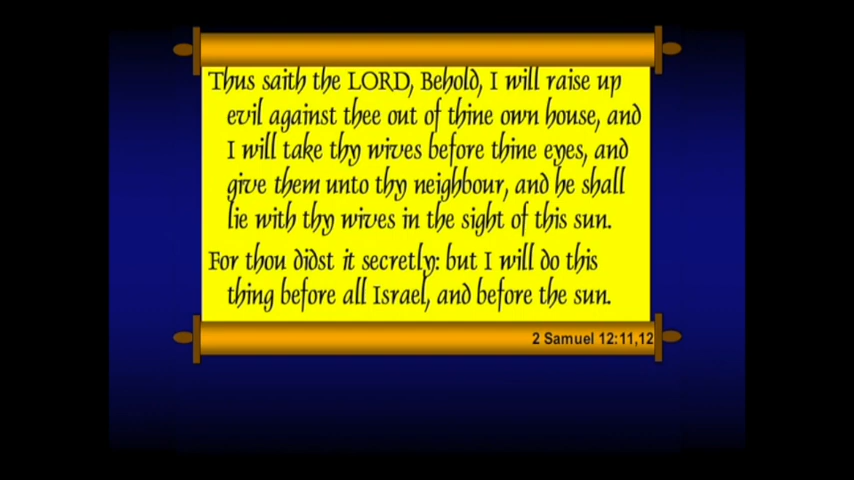 Thus saith the LORD, Behold, I will raise up
evil against thee out of thine own house, and
I will take thy wives before thine eyes, and
give them unto thy neighbour, and he shall
lie with thy wives in the sight of this sun.
For thou didst it secretly: but I will do this
thing before all Israel, and before the sun.
2 Samuel 12:11,12